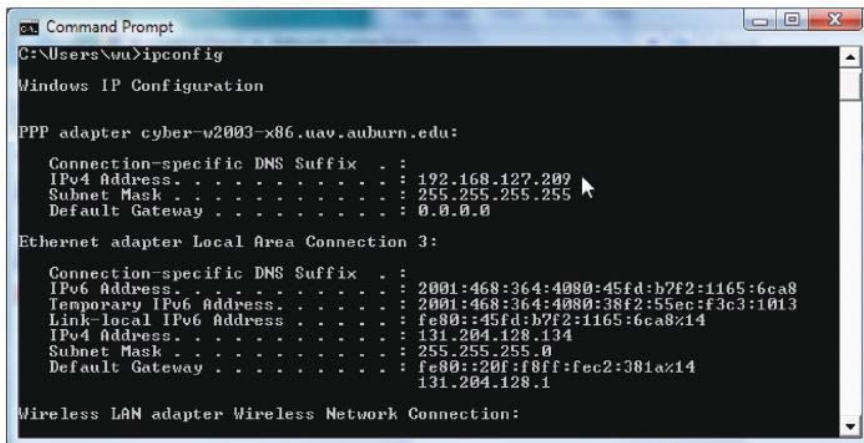 Command Prompt
C:\Users\wu>ipconfig
Windows IP Configuration
PPP adapter cyber-w2003-x86.uav.auburn.edu:
Connection-specific DNS Suffix . :
IPv4 Address. . . . . . . . . . . : 192.168.127.209
Subnet Mask . . . . . . . . . . . : 255.255.255.255
Default Gateway . . . . . . . . . : 0.0.0.0
Ethernet adapter Local Area Connection 3:
Connection-specific DNS Suffix . :
IPv6 Address. . . . . . . . . . . : 2001:468:364:4080:45fd:b7f2:1165:6ca8
Temporary IPv6 Address. . . . . . : 2001:468:364:4080:38f2:55ec:f3c3:1013
Link-local IPv6 Address . . . . . : fe80::45fd:b7f2:1165:6ca8%14
IPv4 Address. . . . . . . . . . . : 131.204.128.134
Subnet Mask . . . . . . . . . . . : 255.255.255.0
Default Gateway . . . . . . . . . : fe80::20f:f8ff:fec2:381a%14
131.204.128.1
Wireless LAN adapter Wireless Network Connection: